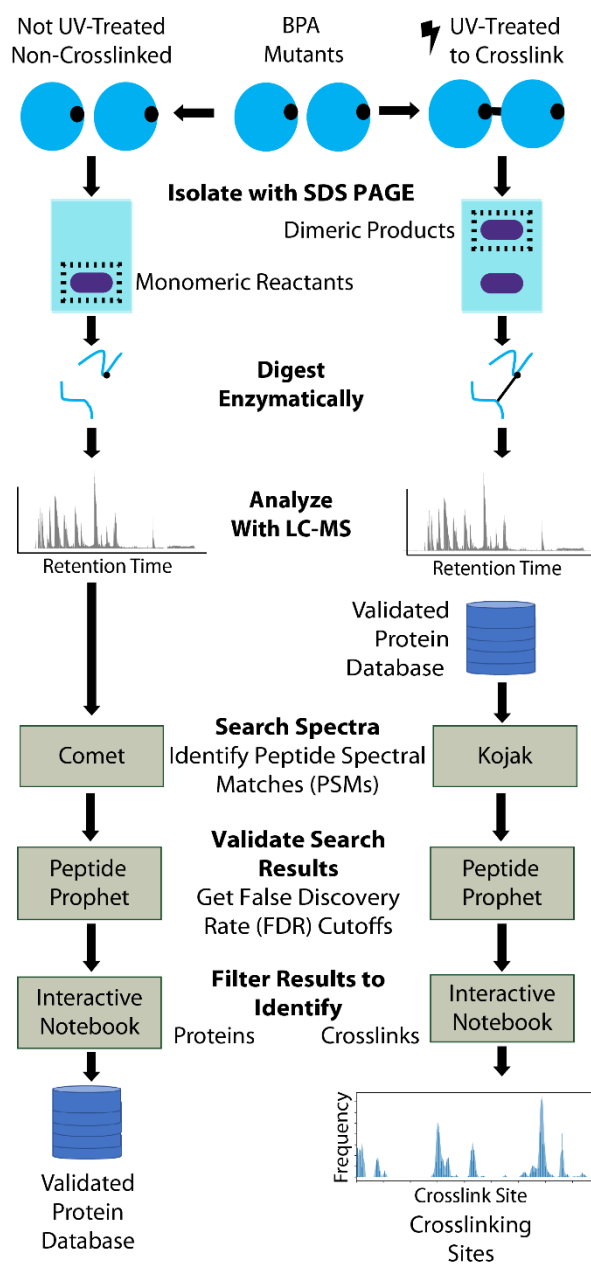 Not UV-Treated
Non-Crosslinked
BPA
Mutants
UV-Treated
to Crosslink
Isolate with SDS PAGE
Dimeric Products
Monomeric Reactants
Digest
Enzymatically
Analyze
With LC-MS
Retention Time
Retention Time
Validated
Protein
Database
Search Spectra
Identify Peptide Spectral
Matches (PSMs)
Comet
Kojak
Validate Search
Results
Get False Discovery
Rate (FDR) Cutoffs
Peptide
Prophet
Peptide
Prophet
Filter Results to
Identify
Proteins
Crosslinks
Interactive
Notebook
Interactive
Notebook
Validated
Protein
Database
Frequency
Crosslink Site
Crosslinking
Sites